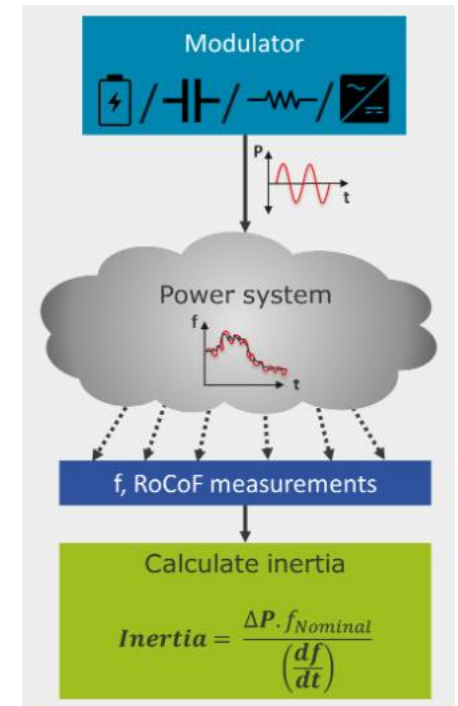 Modulator
/ / /
P
t
Power system
f
t
f, RoCoF measurements
Calculate inertia
Inertia = ΔP. f_Nominal / (df/dt)